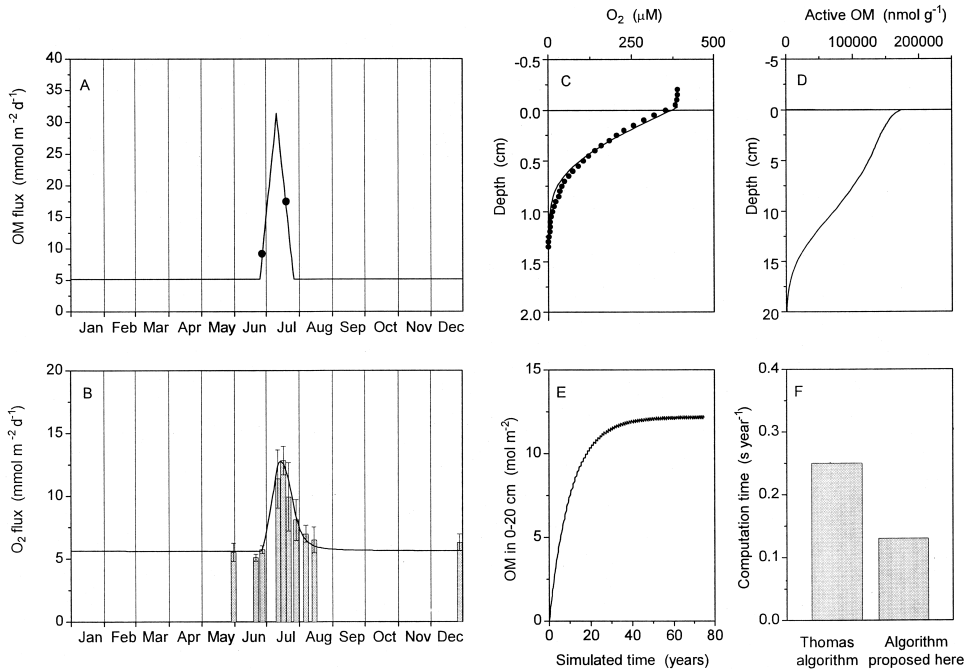 A
OM flux (mmol m⁻² d⁻¹)
40
35
30
25
20
15
10
5
0
Jan Feb Mar Apr May Jun Jul Aug Sep Oct Nov Dec
B
O₂ flux (mmol m⁻² d⁻¹)
20
15
10
5
0
Jan Feb Mar Apr May Jun Jul Aug Sep Oct Nov Dec
O₂ (μM)
0 250 500
C
Depth (cm)
-0.5
0.0
0.5
1.0
1.5
2.0
Active OM (nmol g⁻¹)
0 100000 200000
D
Depth (cm)
-5
0
5
10
15
20
E
OM in 0-20 cm (mol m⁻²)
15
10
5
0
0 20 40 60 80
Simulated time (years)
F
Computation time (s year⁻¹)
0.4
0.3
0.2
0.1
0.0
Thomas
algorithm
Algorithm
proposed here